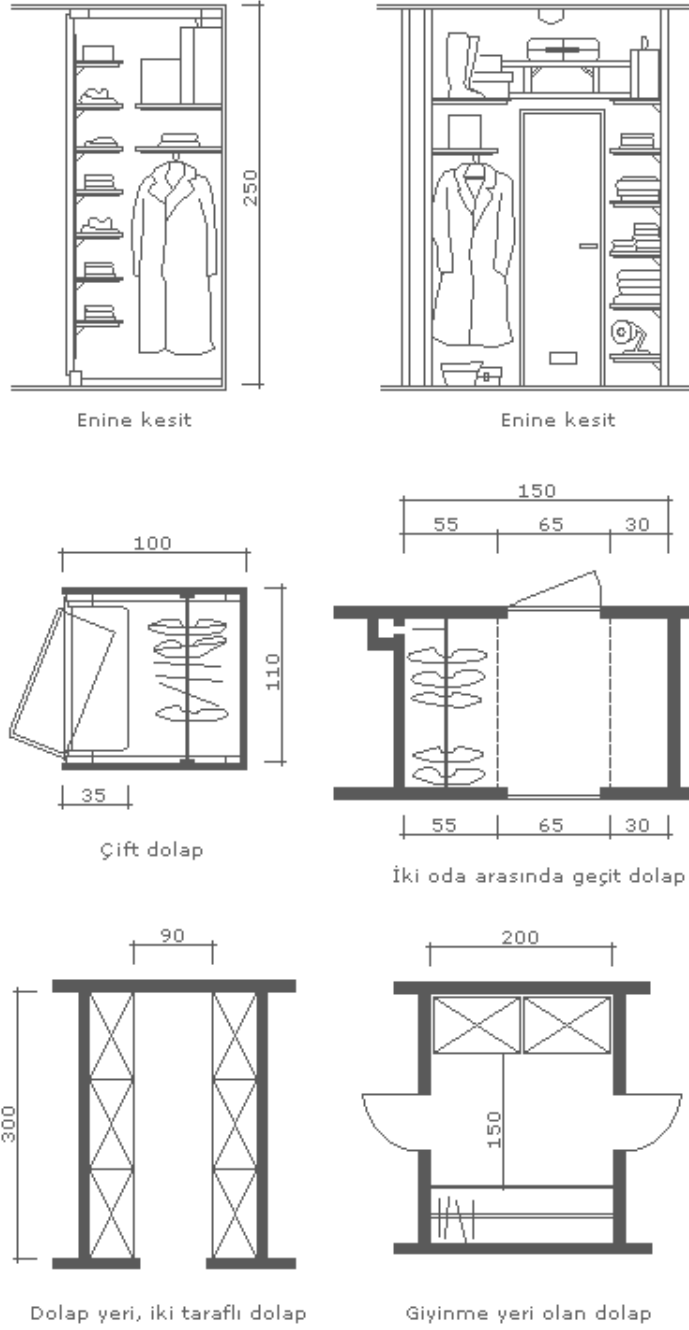 250
Enine kesit
Enine kesit
100
110
35
Çift dolap
150
55 65 30
55 65 30
İki oda arasında geçit dolap
90
300
Dolap yeri, iki taraflı dolap
200
150
Giyinme yeri olan dolap